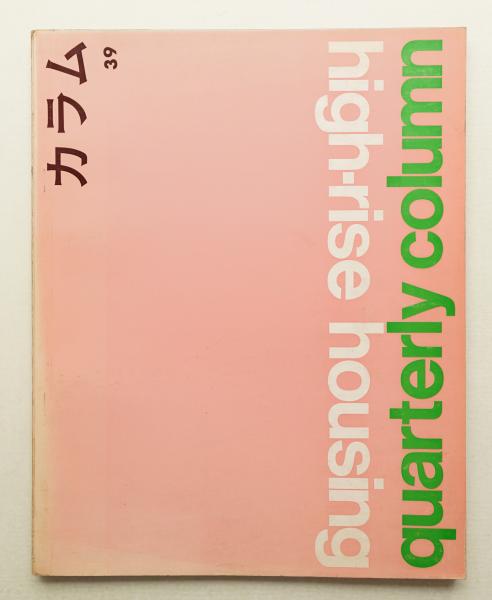 カラム
39
high-rise housing
quarterly column